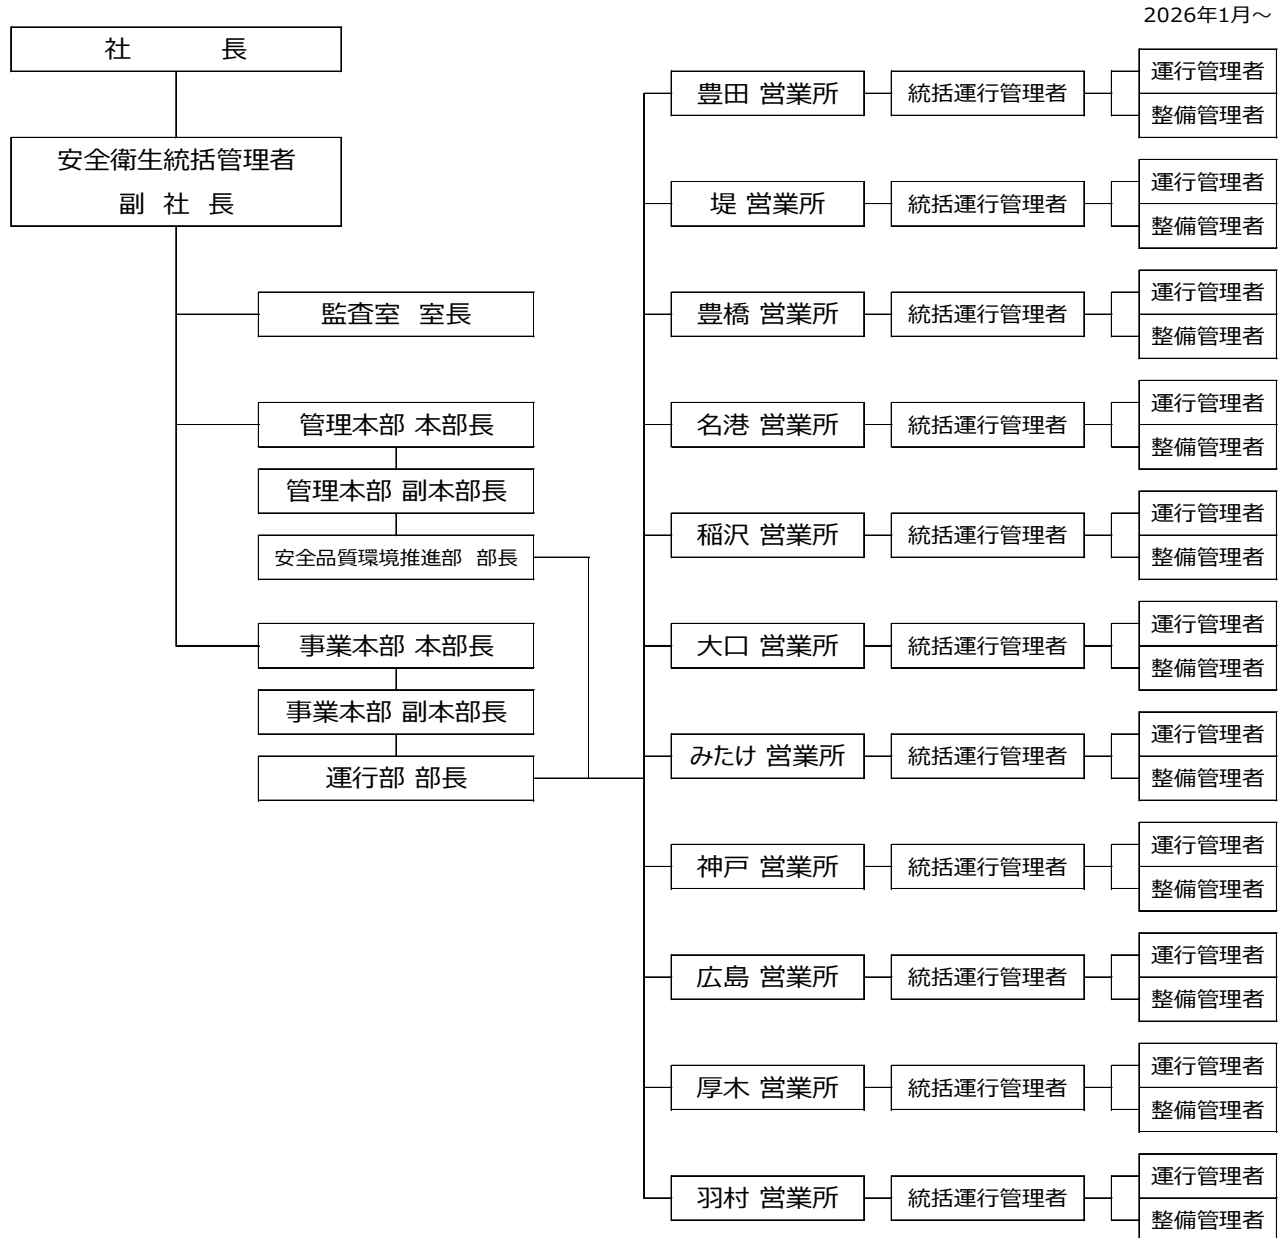 2026年1月～
社　　　長
安全衛生統括管理者
副 社 長
監査室 室長
管理本部 本部長
管理本部 副本部長
安全品質環境推進部 部長
事業本部 本部長
事業本部 副本部長
運行部 部長
豊田 営業所
統括運行管理者
運行管理者
整備管理者
堤 営業所
統括運行管理者
運行管理者
整備管理者
豊橋 営業所
統括運行管理者
運行管理者
整備管理者
名港 営業所
統括運行管理者
運行管理者
整備管理者
稲沢 営業所
統括運行管理者
運行管理者
整備管理者
大口 営業所
統括運行管理者
運行管理者
整備管理者
みたけ 営業所
統括運行管理者
運行管理者
整備管理者
神戸 営業所
統括運行管理者
運行管理者
整備管理者
広島 営業所
統括運行管理者
運行管理者
整備管理者
厚木 営業所
統括運行管理者
運行管理者
整備管理者
羽村 営業所
統括運行管理者
運行管理者
整備管理者